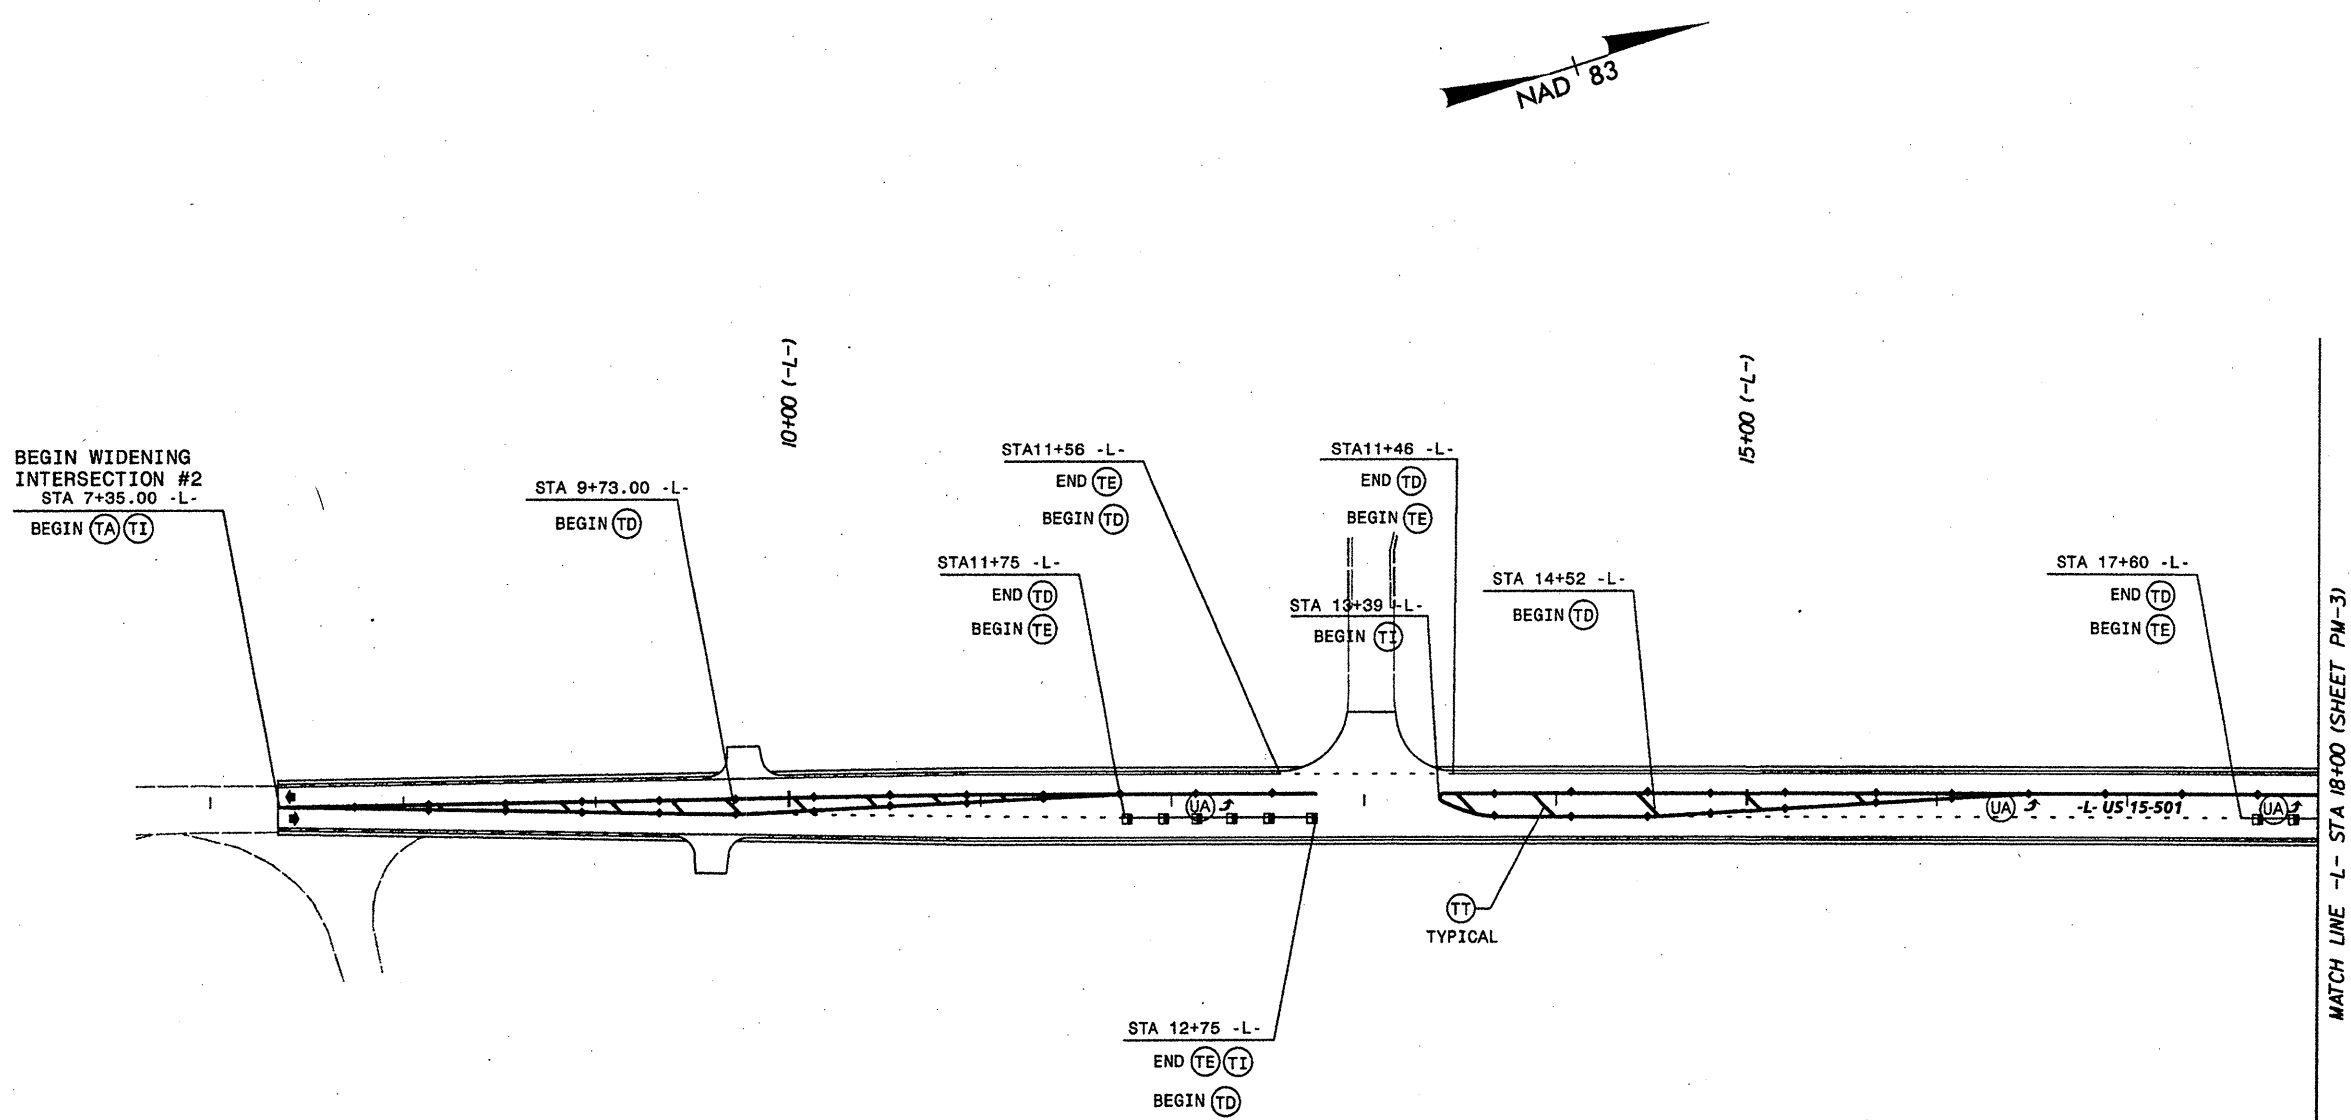 NAD 83
10+00 (-L-)
15+00 (-L-)
BEGIN WIDENING
INTERSECTION #2
STA 7+35.00 -L-
BEGIN TA TI
STA 9+73.00 -L-
BEGIN TD
STA11+56 -L-
END TE
BEGIN TD
STA11+75 -L-
END TD
BEGIN TE
STA11+46 -L-
END TD
BEGIN TE
STA 13+39 -L-
BEGIN TI
STA 14+52 -L-
BEGIN TD
STA 17+60 -L-
END TD
BEGIN TE
UA
UA
-L- US 15-501
UA
TT
TYPICAL
STA 12+75 -L-
END TE TI
BEGIN TD
MATCH LINE -L- STA 18+00 (SHEET PM-3)